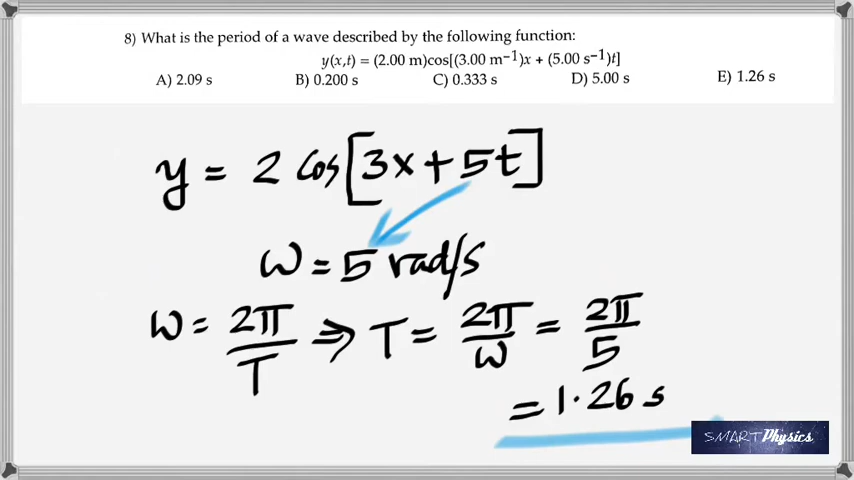 8) What is the period of a wave described by the following function:
y(x,t) = (2.00 m)cos[(3.00 m⁻¹)x + (5.00 s⁻¹)t]
A) 2.09 s B) 0.200 s C) 0.333 s D) 5.00 s E) 1.26 s
y = 2 cos[3x + 5t]
ω = 5 rad/s
ω = 2π/T ⇒ T = 2π/ω = 2π/5
= 1.26 s
SMART Physics